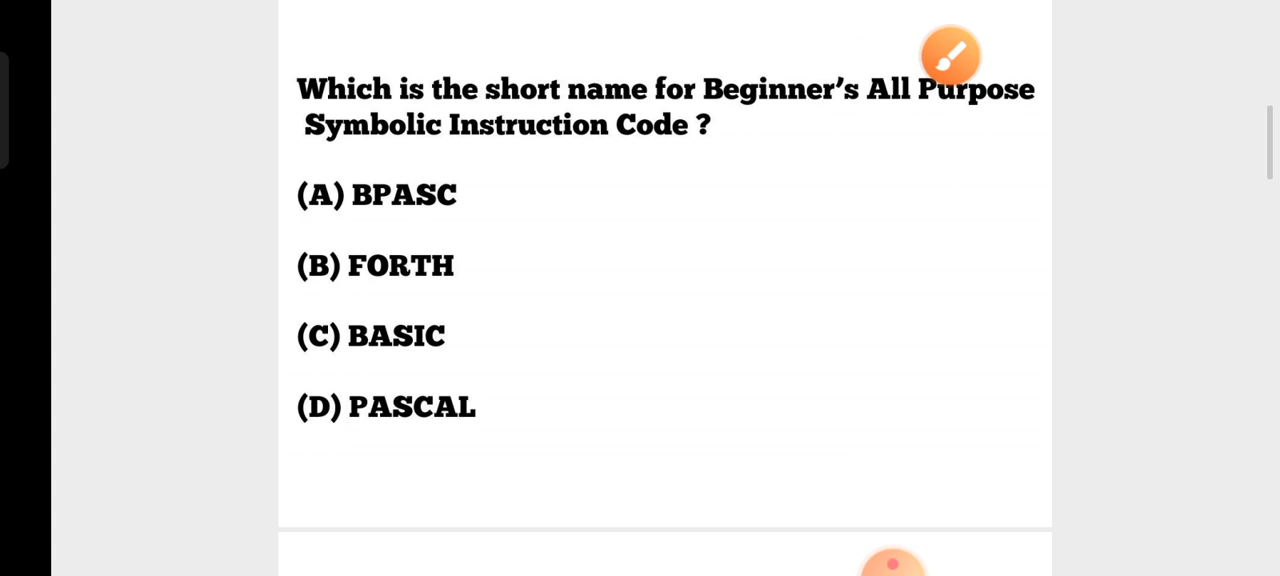 Which is the short name for Beginner’s All Purpose
Symbolic Instruction Code ?
(A) BPASC
(B) FORTH
(C) BASIC
(D) PASCAL